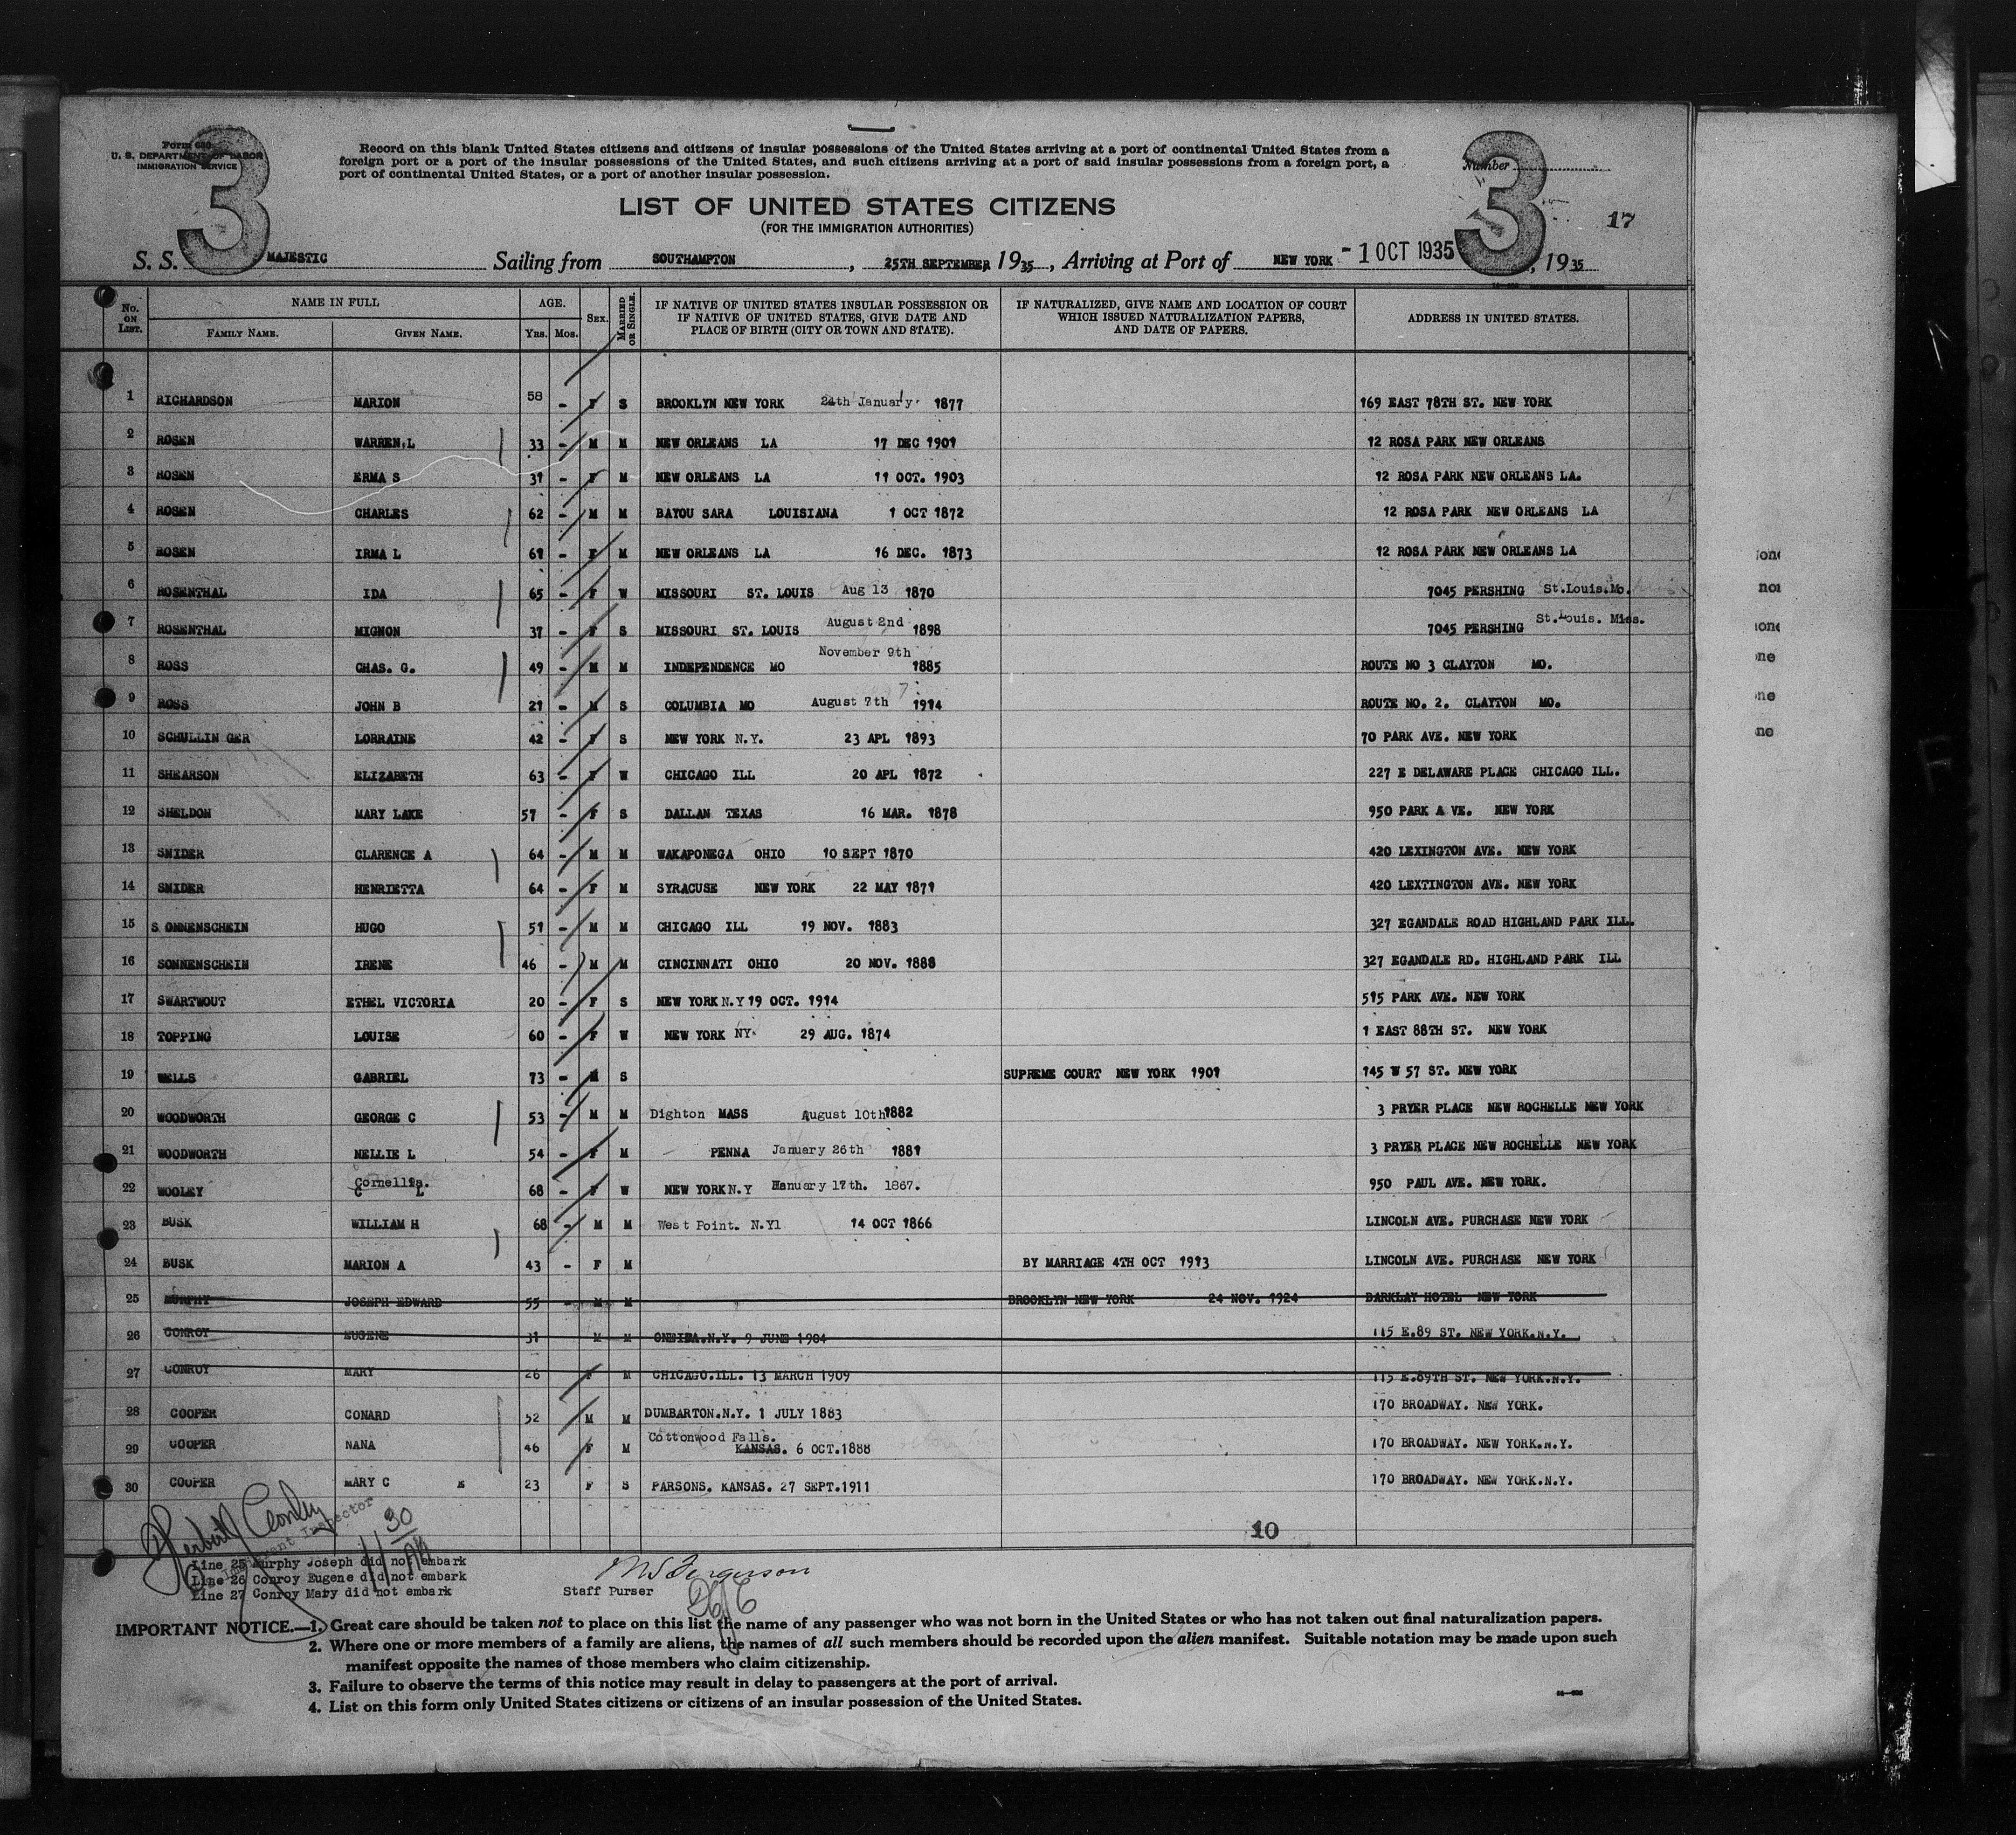 Form 630
U. S. DEPARTMENT OF LABOR
IMMIGRATION SERVICE
3
Record on this blank United States citizens and citizens of insular possessions of the United States arriving at a port of continental United States from a
foreign port or a port of the insular possessions of the United States, and such citizens arriving at a port of said insular possessions from a foreign port, a
port of continental United States, or a port of another insular possession.
Number
3
17
LIST OF UNITED STATES CITIZENS
(FOR THE IMMIGRATION AUTHORITIES)
S. S. MAJESTIC Sailing from SOUTHAMPTON, 25TH SEPTEMBER 1935, Arriving at Port of NEW YORK - 1 OCT 1935, 1935
No. ON LIST. NAME IN FULL FAMILY NAME. GIVEN NAME. AGE. YRS. MOS. SEX. MARRIED OR SINGLE. IF NATIVE OF UNITED STATES INSULAR POSSESSION OR IF NATIVE OF UNITED STATES, GIVE DATE AND PLACE OF BIRTH (CITY OR TOWN AND STATE). IF NATURALIZED, GIVE NAME AND LOCATION OF COURT WHICH ISSUED NATURALIZATION PAPERS, AND DATE OF PAPERS. ADDRESS IN UNITED STATES.
1 RICHARDSON MARION 58 - F S BROOKLYN NEW YORK 24th January 1877 169 EAST 78TH ST. NEW YORK
2 ROSEN WARREN L 33 - M M NEW ORLEANS LA 17 DEC 1901 12 ROSA PARK NEW ORLEANS
3 ROSEN ERMA S 31 - F M NEW ORLEANS LA 11 OCT. 1903 12 ROSA PARK NEW ORLEANS LA.
4 ROSEN CHARLES 62 - M M BAYOU SARA LOUISIANA 1 OCT 1872 12 ROSA PARK NEW ORLEANS LA
5 ROSEN IRMA L 61 - F M NEW ORLEANS LA 16 DEC. 1873 12 ROSA PARK NEW ORLEANS LA
6 ROSENTHAL IDA 65 - F W MISSOURI ST. LOUIS Aug 13 1870 7045 PERSHING St.Louis.Mo.
7 ROSENTHAL MIGNON 37 - F S MISSOURI ST. LOUIS August 2nd 1898 7045 PERSHING St.Louis. Miss.
8 ROSS CHAS. G. 49 - M M INDEPENDENCE MO November 9th 1885 ROUTE NO 3 CLAYTON MO.
9 ROSS JOHN B 21 - M S COLUMBIA MO August 7th 1914 ROUTE NO. 2. CLAYTON MO.
10 SCHULLIN GER LORRAINE 42 - F S NEW YORK N.Y. 23 APL 1893 70 PARK AVE. NEW YORK
11 SHEARSON ELIZABETH 63 - F W CHICAGO ILL 20 APL 1872 227 E DELAWARE PLACE CHICAGO ILL.
12 SHELDON MARY LAKE 57 - F S DALLAN TEXAS 16 MAR. 1878 950 PARK A VE. NEW YORK
13 SNIDER CLARENCE A 64 - M M WAKAPONEGA OHIO 10 SEPT 1870 420 LEXINGTON AVE. NEW YORK
14 SNIDER HENRIETTA 64 - F M SYRACUSE NEW YORK 22 MAY 1871 420 LEXTINGTON AVE. NEW YORK
15 S ONNENSCHEIN HUGO 51 - M M CHICAGO ILL 19 NOV. 1883 327 EGANDALE ROAD HIGHLAND PARK ILL.
16 SONNENSCHEIN IRENE 46 - M M CINCINNATI OHIO 20 NOV. 1888 327 EGANDALE RD. HIGHLAND PARK ILL
17 SWARTWOUT ETHEL VICTORIA 20 - F S NEW YORK N.Y 19 OCT. 1914 515 PARK AVE. NEW YORK
18 TOPPING LOUISE 60 - F W NEW YORK NY. 29 AUG. 1874 1 EAST 88TH ST. NEW YORK
19 WELLS GABRIEL 73 - M S SUPREME COURT NEW YORK 1901 145 W 57 ST. NEW YORK
20 WOODWORTH GEORGE C 53 - M M Dighton MASS August 10th 1882 3 PRYER PLACE NEW ROCHELLE NEW YORK
21 WOODWORTH NELLIE L 54 - F M PENNA January 26th 1881 3 PRYER PLACE NEW ROCHELLE NEW YORK
22 WOOLEY Cornellia. C L 68 - F W NEW YORK N.Y Hanuary 17th. 1867. 950 PAUL AVE. NEW YORK.
23 BUSK WILLIAM H 68 - M M West Point. N.Yl 14 OCT 1866 LINCOLN AVE. PURCHASE NEW YORK
24 BUSK MARION A 43 - F M BY MARRIAGE 4TH OCT 1913 LINCOLN AVE. PURCHASE NEW YORK
25 MURPHY JOSEPH EDWARD 55 - M M BROOKLYN NEW YORK 24 NOV. 1924 BARKLAY HOTEL NEW YORK
26 CONROY EUGENE 31 M M ONEIDA.N.Y. 9 JUNE 1904 115 E.89 ST. NEW YORK.N.Y.
27 CONROY MARY 26 F M CHICAGO.ILL. 13 MARCH 1909 115 E.89TH ST. NEW YORK.N.Y.
28 COOPER CONARD 52 M M DUMBARTON.N.Y. 1 JULY 1883 170 BROADWAY. NEW YORK.
29 COOPER NANA 46 F M Cottonwood Falls. KANSAS. 6 OCT.1888 170 BROADWAY. NEW YORK.N.Y.
30 COOPER MARY C E 23 F S PARSONS. KANSAS. 27 SEPT.1911 170 BROADWAY. NEW YORK.N.Y.
10
Immigrant Inspector
11 30 AM
Line 25 Murphy Joseph did not embark
Line 26 Conroy Eugene did not embark
Line 27 Conroy Mary did not embark
Staff Purser
IMPORTANT NOTICE.—1. Great care should be taken not to place on this list the name of any passenger who was not born in the United States or who has not taken out final naturalization papers.
2. Where one or more members of a family are aliens, the names of all such members should be recorded upon the alien manifest. Suitable notation may be made upon such
manifest opposite the names of those members who claim citizenship.
3. Failure to observe the terms of this notice may result in delay to passengers at the port of arrival.
4. List on this form only United States citizens or citizens of an insular possession of the United States.